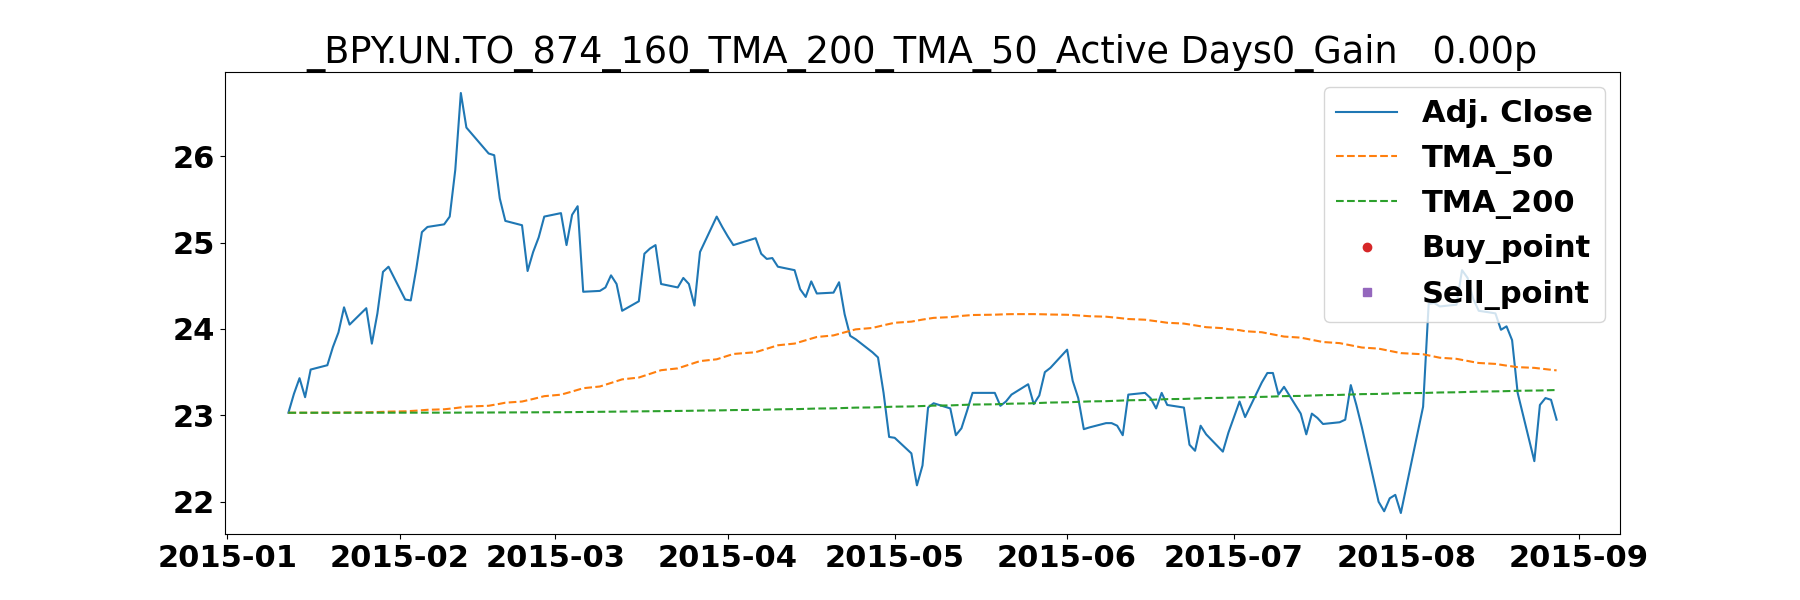 _BPY.UN.TO_874_160_TMA_200_TMA_50_Active Days0_Gain   0.00p
Adj. Close
TMA_50
TMA_200
Buy_point
Sell_point
26
25
24
23
22
2015-01 2015-02 2015-03 2015-04 2015-05 2015-06 2015-07 2015-08 2015-09